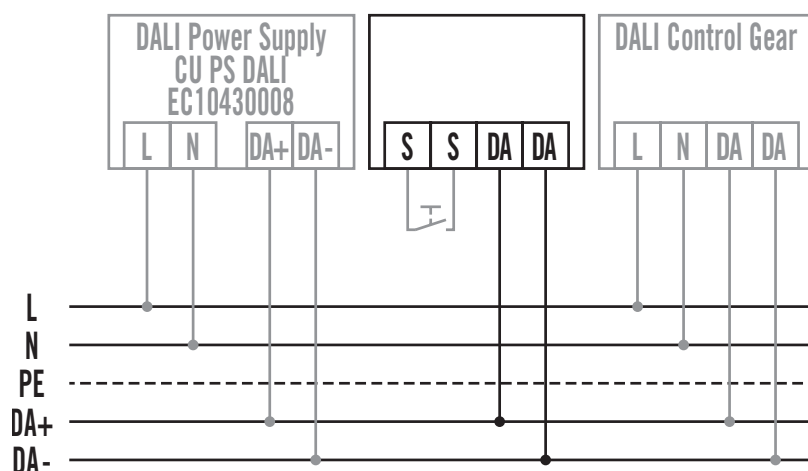 DALI Power Supply
CU PS DALI
EC10430008
L N DA+ DA-
S S DA DA
DALI Control Gear
L N DA DA
L
N
PE
DA+
DA-